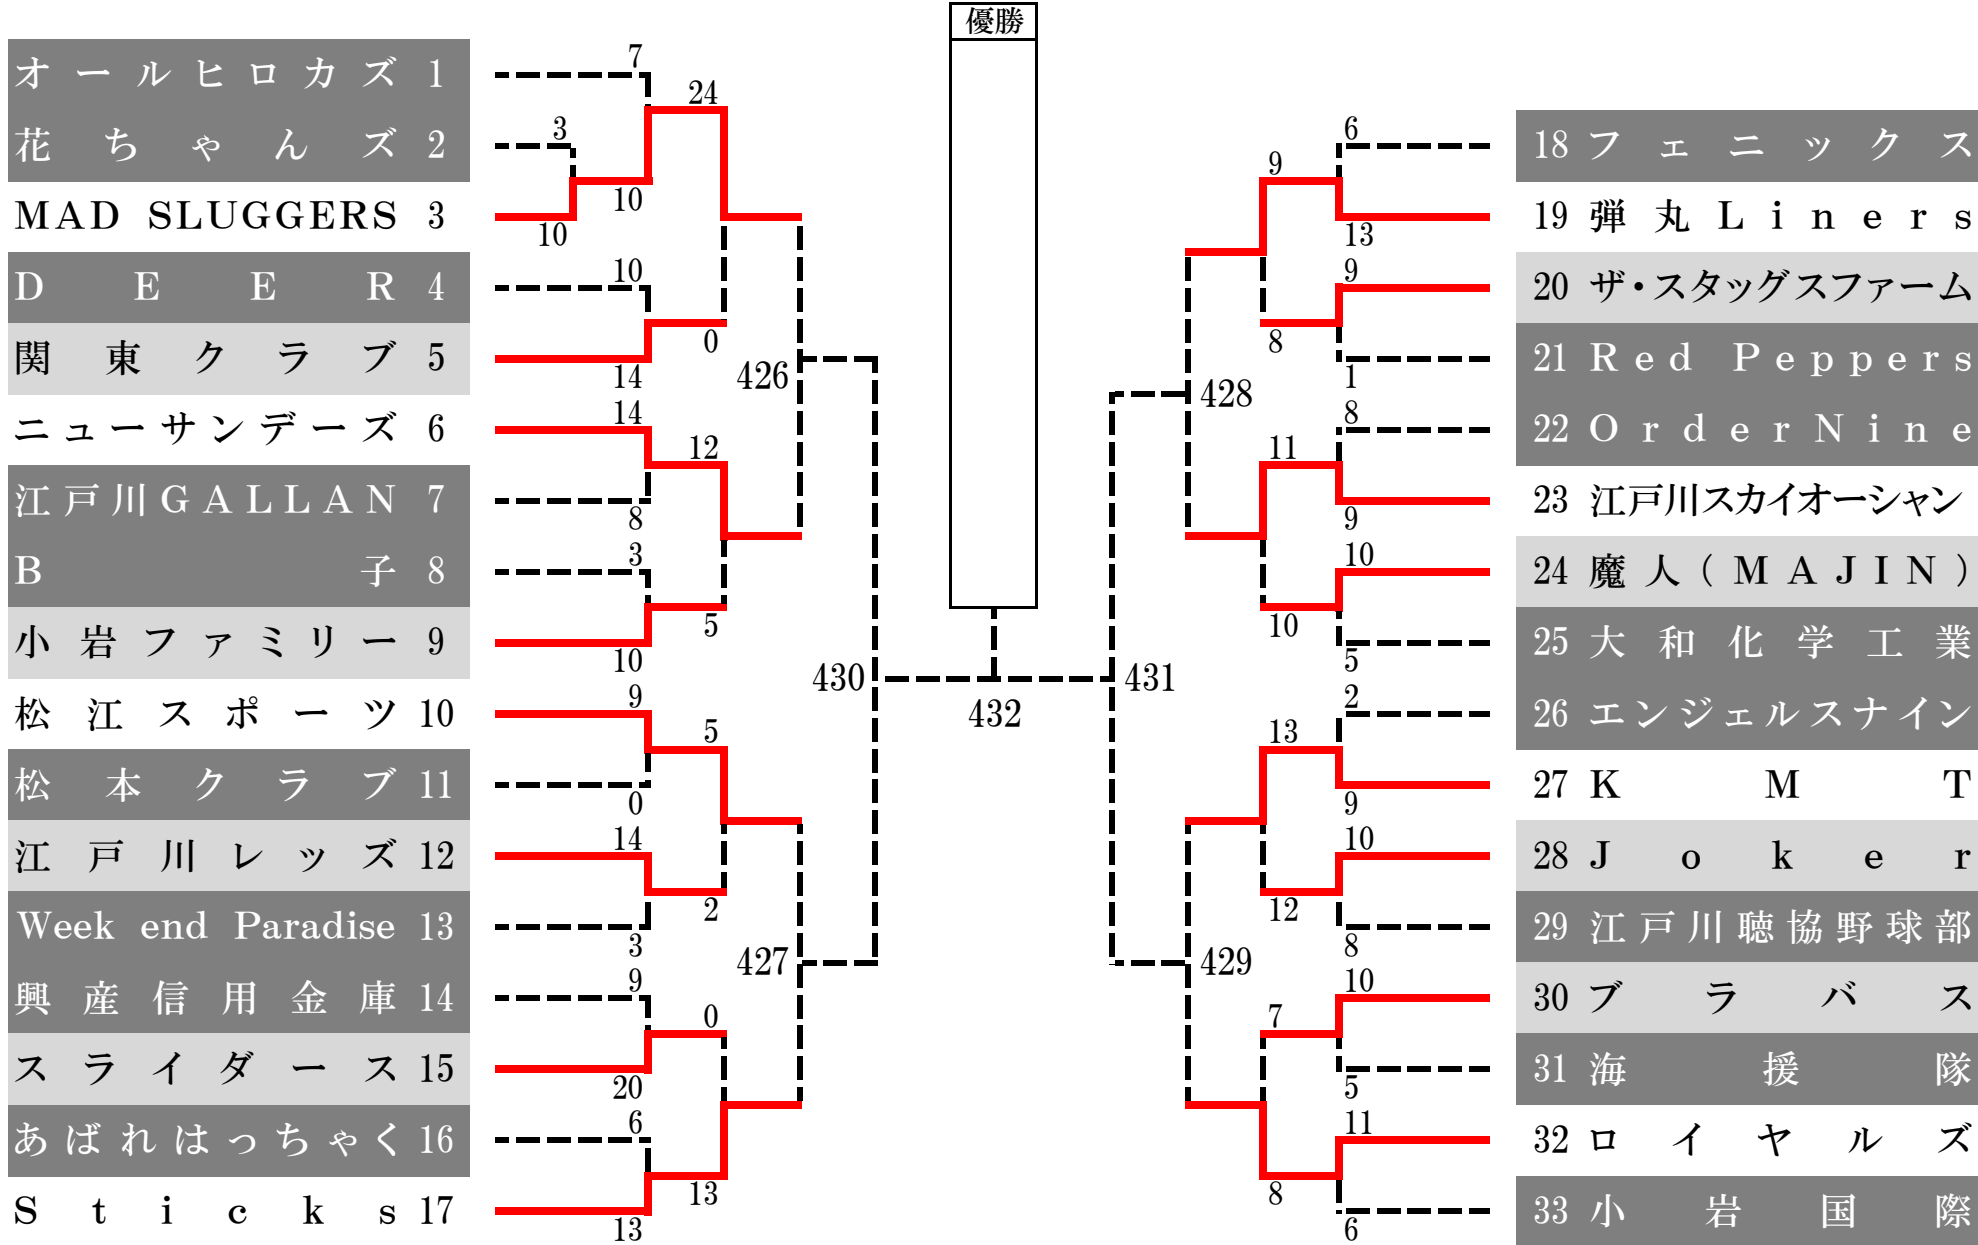 優勝
オールヒロカズ 1
花ちゃんズ 2
MAD SLUGGERS 3
DEER 4
関東クラブ 5
ニューサンデーズ 6
江戸川GALLAN 7
B子 8
小岩ファミリー 9
松江スポーツ 10
松本クラブ 11
江戸川レッズ 12
Week end Paradise 13
興産信用金庫 14
スライダース 15
あばれはっちゃく 16
Sticks 17
7
24
3
10
10
10
0
14
426
14
12
8
3
5
10
9
5
0
14
2
3
427
9
0
20
6
13
13
430
432
431
6
9
13
9
8
1
428
8
11
9
10
10
5
2
13
9
10
12
8
429
10
7
5
11
8
6
18 フェニックス
19 弾丸Liners
20 ザ・スタッグスファーム
21 Red Peppers
22 OrderNine
23 江戸川スカイオーシャン
24 魔人(MAJIN)
25 大和化学工業
26 エンジェルスナイン
27 KMT
28 Joker
29 江戸川聴協野球部
30 ブラバス
31 海援隊
32 ロイヤルズ
33 小岩国際